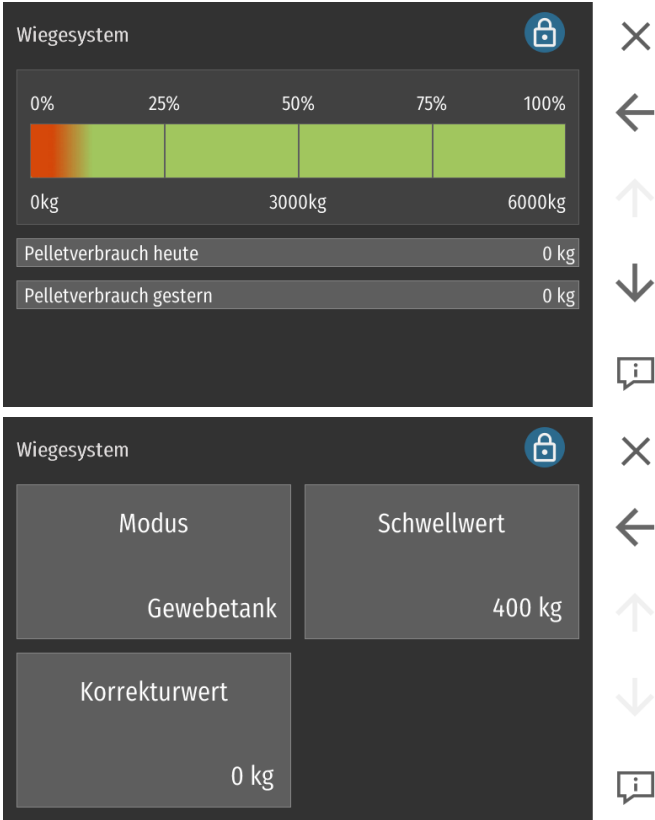 Wiegesystem
0% 25% 50% 75% 100%
0kg 3000kg 6000kg
Pelletverbrauch heute 0 kg
Pelletverbrauch gestern 0 kg
Wiegesystem
Modus Schwellwert
Gewebetank 400 kg
Korrekturwert
0 kg